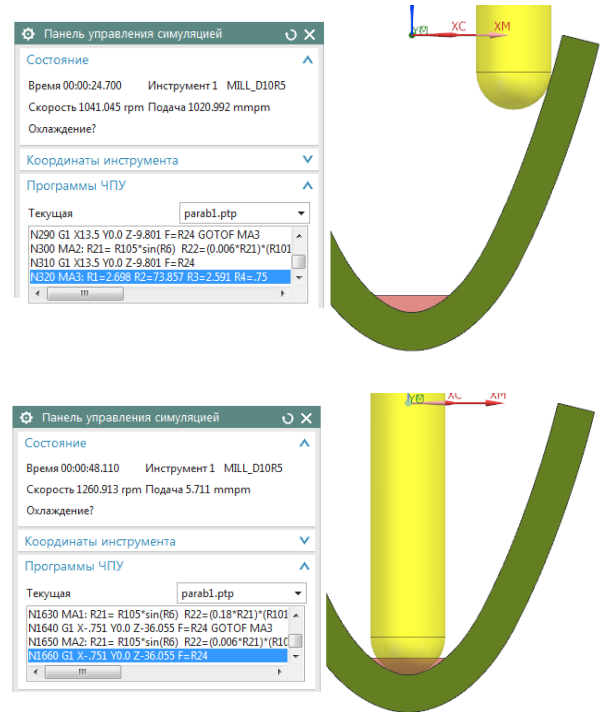 Панель управления симуляцией
Состояние
Время 00:00:24.700 Инструмент 1 MILL_D10R5
Скорость 1041.045 rpm Подача 1020.992 mmpm
Охлаждение?
Координаты инструмента
Программы ЧПУ
Текущая parab1.ptp
N290 G1 X13.5 Y0.0 Z-9.801 F=R24 GOTOF MA3
N300 MA2: R21= R105*sin(R6) R22=(0.006*R21)*(R101
N310 G1 X13.5 Y0.0 Z-9.801 F=R24
N320 MA3: R1=2.698 R2=73.857 R3=2.591 R4=.75
YM XC XM
Панель управления симуляцией
Состояние
Время 00:00:48.110 Инструмент 1 MILL_D10R5
Скорость 1260.913 rpm Подача 5.711 mmpm
Охлаждение?
Координаты инструмента
Программы ЧПУ
Текущая parab1.ptp
N1630 MA1: R21= R105*sin(R6) R22=(0.18*R21)*(R101
N1640 G1 X-.751 Y0.0 Z-36.055 F=R24 GOTOF MA3
N1650 MA2: R21= R105*sin(R6) R22=(0.006*R21)*(R10
N1660 G1 X-.751 Y0.0 Z-36.055 F=R24
YM XC XM